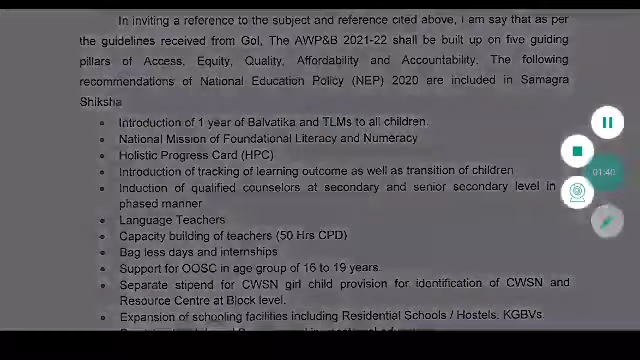 In inviting a reference to the subject and reference cited above, I am say that as per
the guidelines received from GoI, The AWP&B 2021-22 shall be built up on five guiding
pillars of Access, Equity, Quality, Affordability and Accountability. The following
recommendations of National Education Policy (NEP) 2020 are included in Samagra
Shiksha
Introduction of 1 year of Balvatika and TLMs to all children.
National Mission of Foundational Literacy and Numeracy
Holistic Progress Card (HPC)
Introduction of tracking of learning outcome as well as transition of children
Induction of qualified counselors at secondary and senior secondary level in
phased manner
Language Teachers
Capacity building of teachers (50 Hrs CPD)
Bag less days and internships
Support for OOSC in age group of 16 to 19 years.
Separate stipend for CWSN girl child provision for identification of CWSN and
Resource Centre at Block level.
Expansion of schooling facilities including Residential Schools / Hostels, KGBVs.
01:40